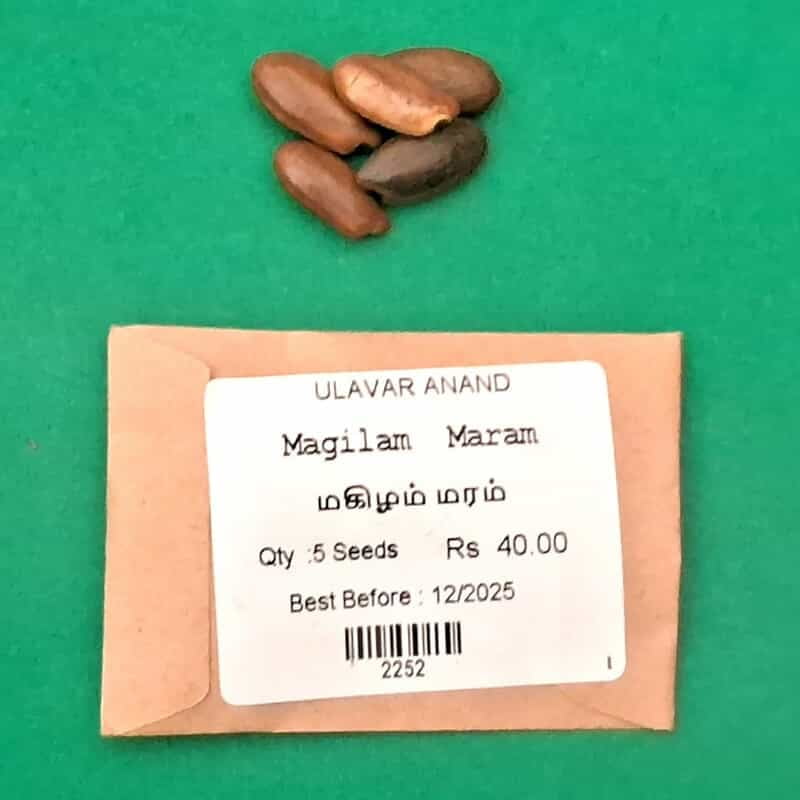 ULAVAR ANAND
Magilam Maram
மகிழம் மரம்
Qty :5 Seeds Rs 40.00
Best Before : 12/2025
2252